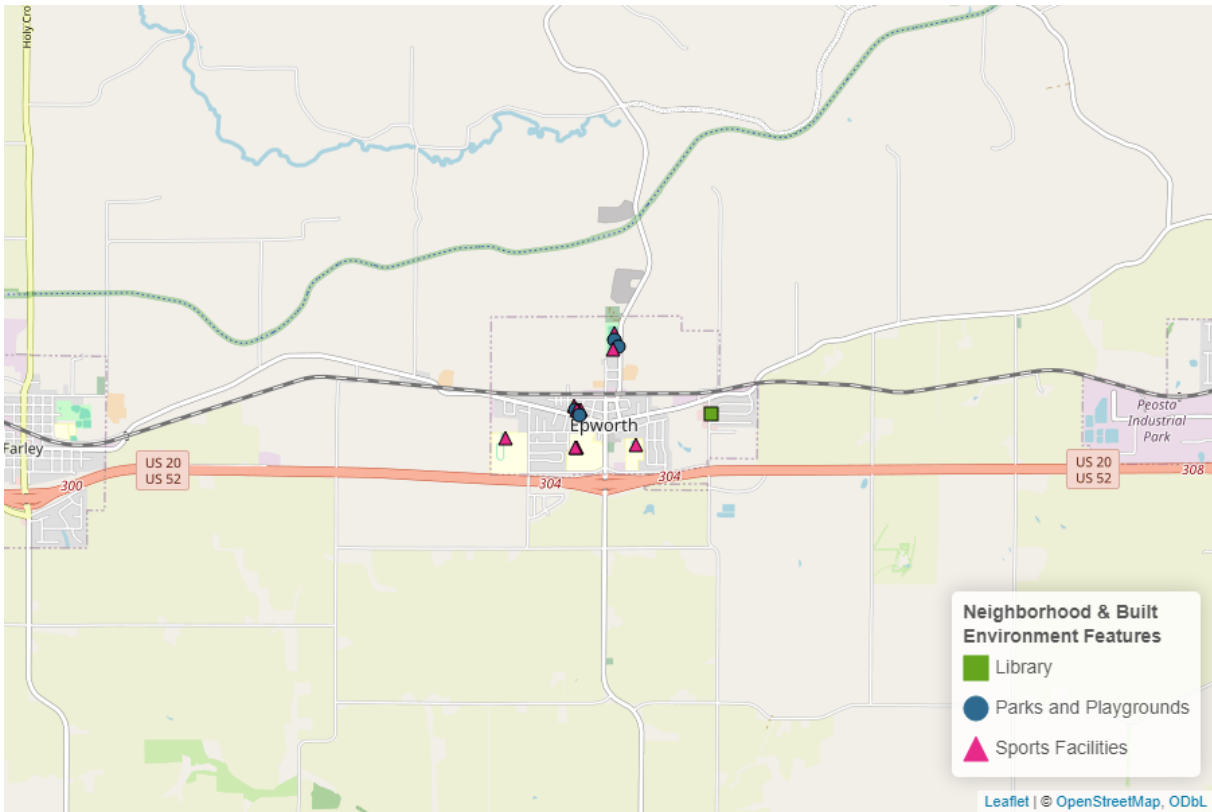 Holy Cro
Farley
US 20
US 52
300
Epworth
304
304
Peosta
Industrial
Park
US 20
US 52
308
Neighborhood & Built
Environment Features
Library
Parks and Playgrounds
Sports Facilities
Leaflet | © OpenStreetMap, ODbL